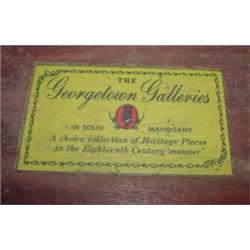 THE
Georgetown Galleries
IN SOLID MAHOGANY
A choice collection of Heritage Pieces
in the Eighteenth Century manner